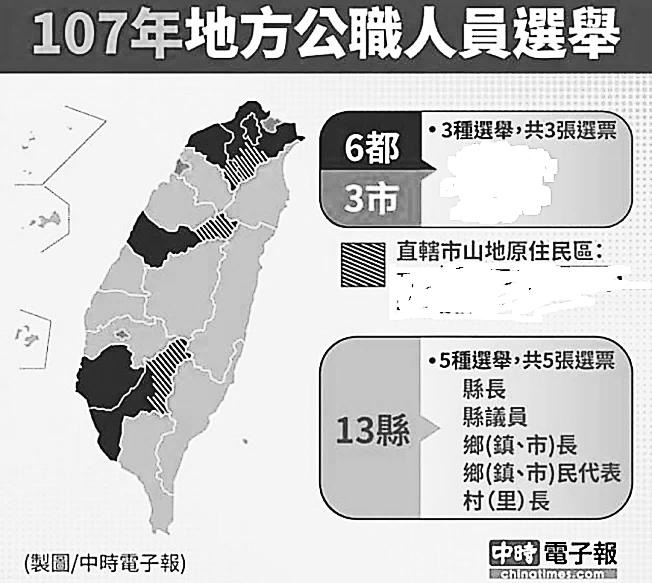 107年地方公職人員選舉
6都
3市
•3種選舉,共3張選票
直轄市山地原住民區:
13縣
•5種選舉,共5張選票
縣長
縣議員
鄉(鎮、市)長
鄉(鎮、市)民代表
村(里)長
(製圖/中時電子報)
中時 電子報
chinatimes.com